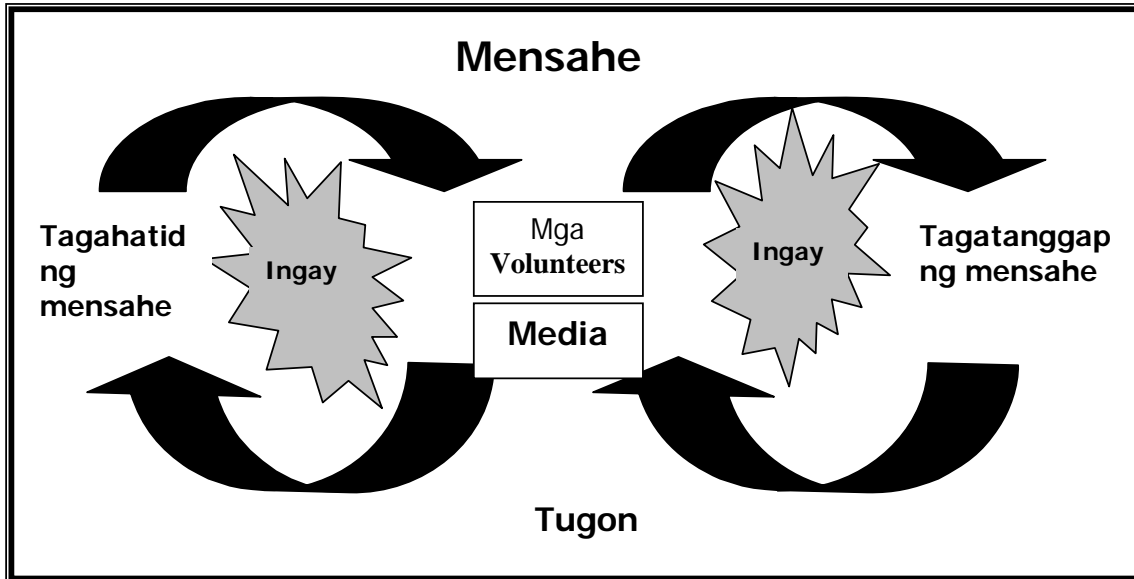 Mensahe
Tagahatid
ng
mensahe
Ingay
Mga
Volunteers
Media
Ingay
Tagatanggap
ng mensahe
Tugon